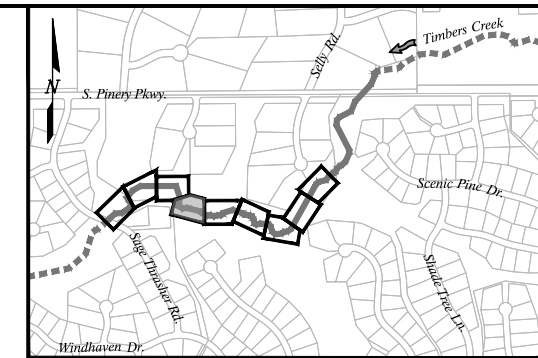 Timbers Creek
Selly Rd.
N
S. Pinery Pkwy.
Scenic Pine Dr.
Sage Thrasher Rd.
Shade Tree Ln.
Windhaven Dr.